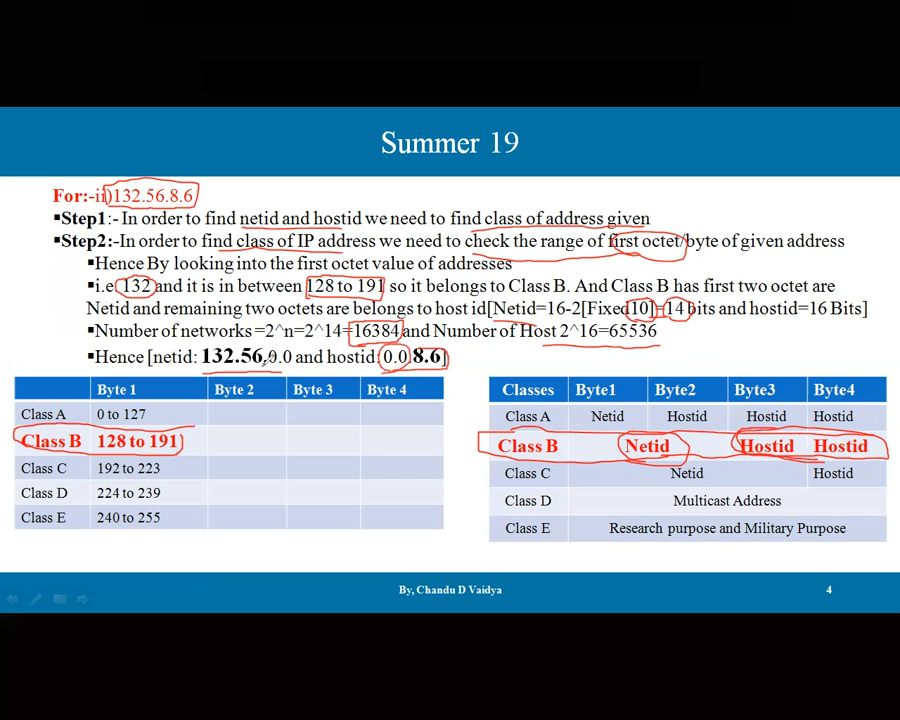 Summer 19
For:-ii)132.56.8.6
▪Step1:- In order to find netid and hostid we need to find class of address given
▪Step2:-In order to find class of IP address we need to check the range of first octet/byte of given address
▪Hence By looking into the first octet value of addresses
▪i.e 132 and it is in between 128 to 191 so it belongs to Class B. And Class B has first two octet are
Netid and remaining two octets are belongs to host id[Netid=16-2[Fixed[10]=14 bits and hostid=16 Bits]
▪Number of networks =2^n=2^14=16384 and Number of Host 2^16=65536
▪Hence [netid: 132.56.0.0 and hostid: 0.0.8.6]
Byte 1 Byte 2 Byte 3 Byte 4
Class A 0 to 127
Class B 128 to 191
Class C 192 to 223
Class D 224 to 239
Class E 240 to 255
Classes Byte1 Byte2 Byte3 Byte4
Class A Netid Hostid Hostid Hostid
Class B Netid Hostid Hostid
Class C Netid Hostid
Class D Multicast Address
Class E Research purpose and Military Purpose
By, Chandu D Vaidya
4